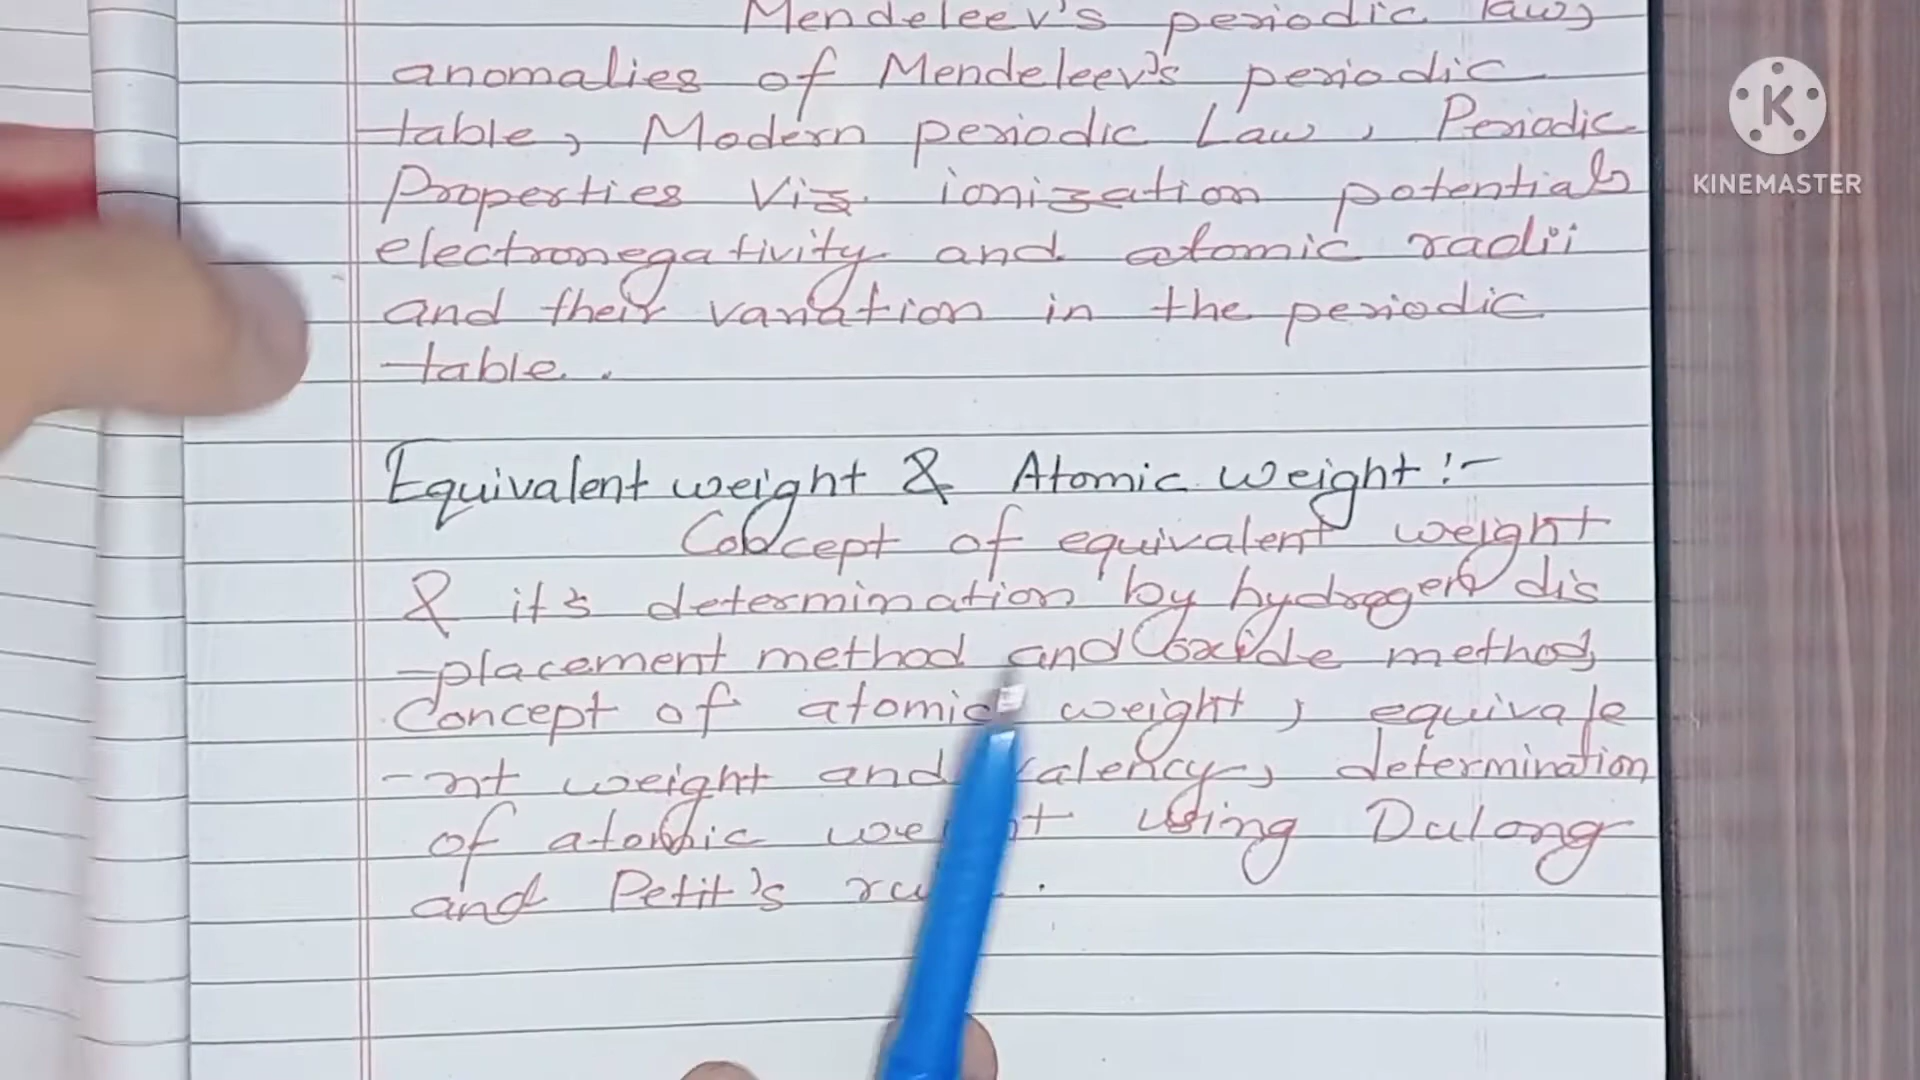 Mendeleev's periodic law,
anomalies of Mendeleev's periodic
table, Modern periodic Law, Periodic
Properties viz. ionization potentials
electronegativity and atomic radii
and their variation in the periodic
table.
Equivalent weight & Atomic weight :-
Concept of equivalent weight
& it's determination by hydrogen dis
-placement method and oxide method,
Concept of atomic weight, equivale
-nt weight and valency, determination
of atomic weight using Dulong
and Petit's
K
KINEMASTER